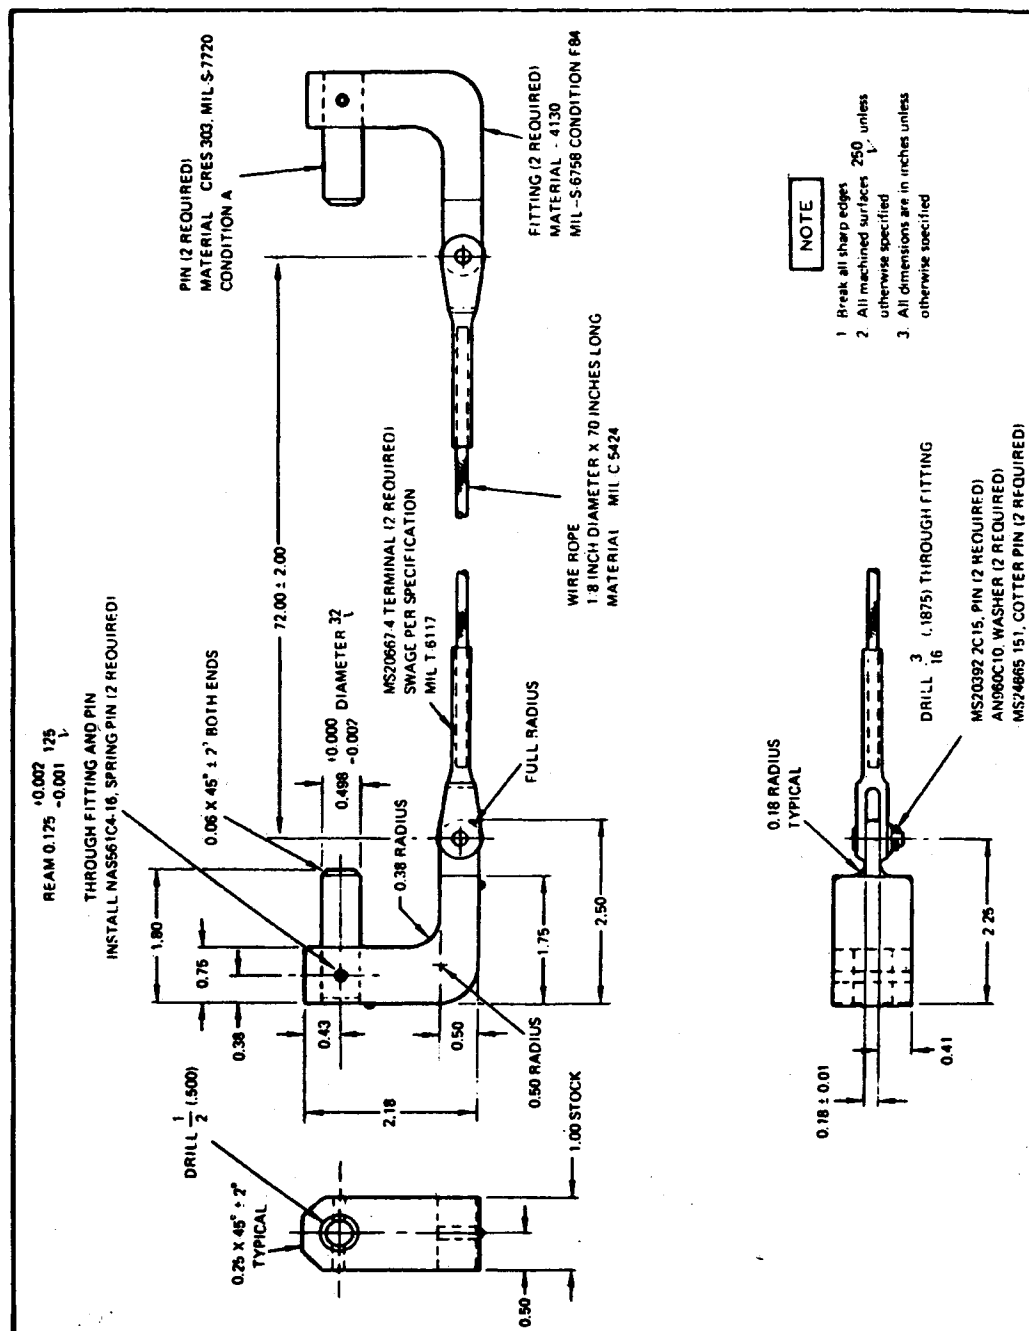 REAM 0.125 +0.002 -0.001 125
THROUGH FITTING AND PIN
INSTALL NAS561C4-16, SPRING PIN (2 REQUIRED)
PIN (2 REQUIRED)
MATERIAL CRES 303, MIL-S-7720
CONDITION A
72.00 ± 2.00
0.06 X 45° ± 2° BOTH ENDS
0.498 +0.000 -0.002 DIAMETER 32
1.80
0.75
0.38
0.43
0.38 RADIUS
MS20667-4 TERMINAL (2 REQUIRED)
SWAGE PER SPECIFICATION
MIL T-6117
FULL RADIUS
FITTING (2 REQUIRED)
MATERIAL - 4130
MIL-S-6758 CONDITION F84
WIRE ROPE
1/8 INCH DIAMETER X 70 INCHES LONG
MATERIAL MIL C 5424
0.50
1.75
2.50
0.50 RADIUS
2.18
DRILL 1/2 (.500)
0.25 X 45° ± 2°
TYPICAL
1.00 STOCK
0.50
NOTE
1 Break all sharp edges
2. All machined surfaces 250 unless
otherwise specified
3. All dimensions are in inches unless
otherwise specified
0.18 RADIUS
TYPICAL
DRILL 3/16 (.1875) THROUGH FITTING
MS20392 2C15, PIN (2 REQUIRED)
AN960C10, WASHER (2 REQUIRED)
MS24665 151, COTTER PIN (2 REQUIRED)
2.25
0.41
0.18 ± 0.01